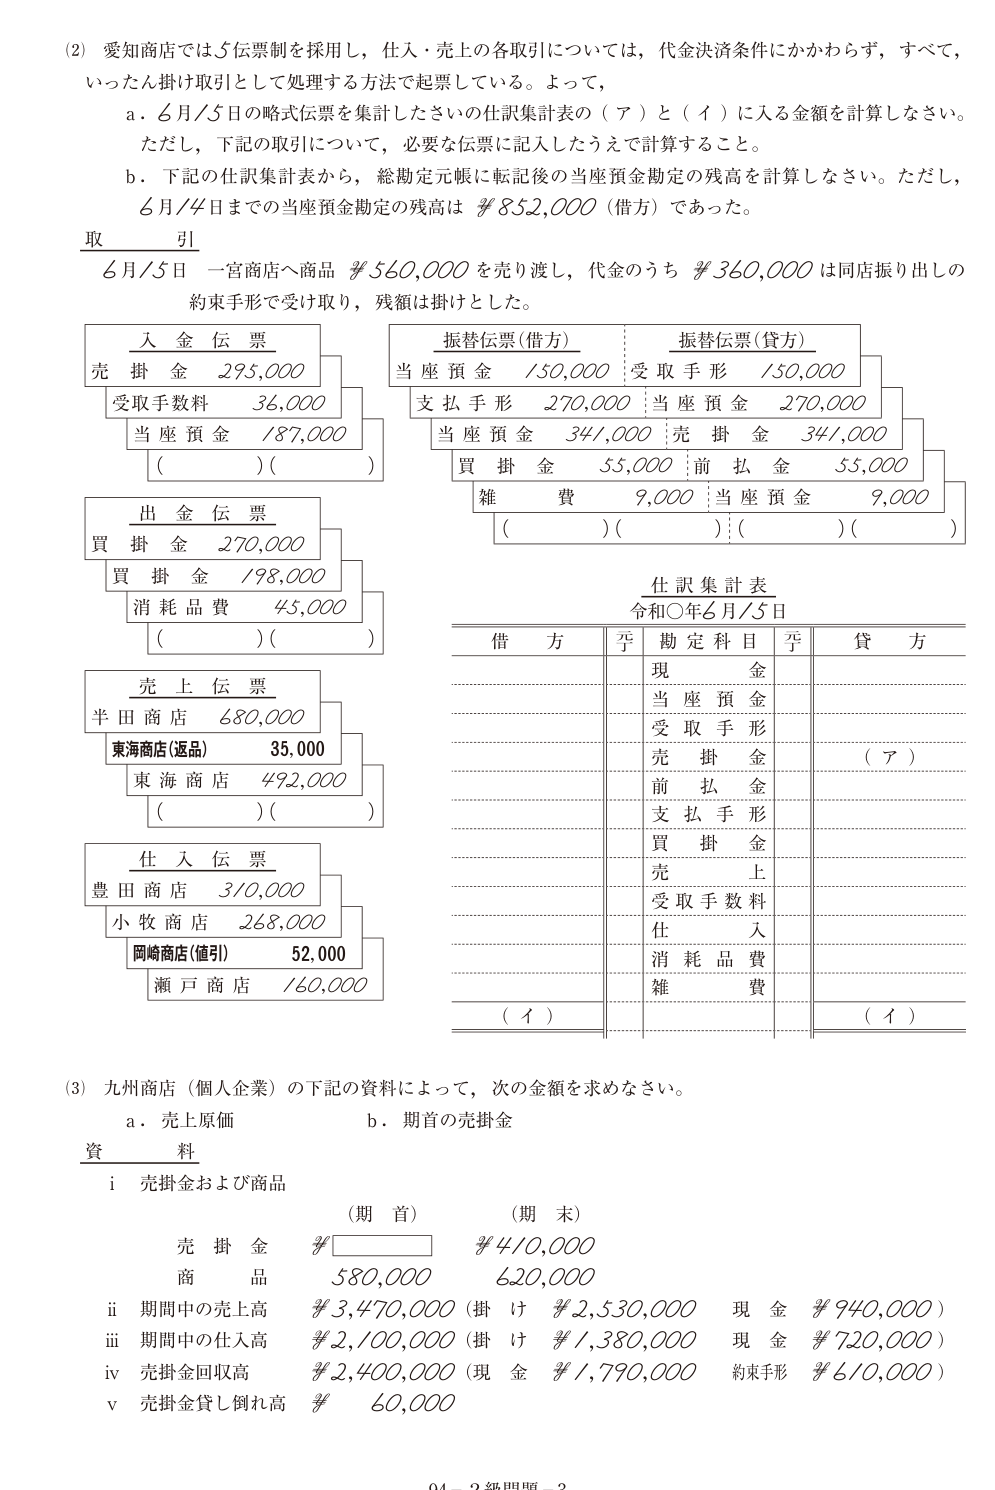 (2) 愛知商店では5伝票制を採用し，仕入・売上の各取引については，代金決済条件にかかわらず，すべて，
いったん掛け取引として処理する方法で起票している。よって，
ａ．6月15日の略式伝票を集計したさいの仕訳集計表の（ ア ）と（ イ ）に入る金額を計算しなさい。
ただし，下記の取引について，必要な伝票に記入したうえで計算すること。
ｂ．下記の仕訳集計表から，総勘定元帳に転記後の当座預金勘定の残高を計算しなさい。ただし，
6月14日までの当座預金勘定の残高は ¥852,000（借方）であった。
取 引
6月15日 一宮商店へ商品 ¥560,000 を売り渡し，代金のうち ¥360,000 は同店振り出しの
約束手形で受け取り，残額は掛けとした。
入 金 伝 票
売 掛 金 295,000
受取手数料 36,000
当 座 預 金 187,000
( ) ( )
振替伝票（借方） 振替伝票（貸方）
当 座 預 金 150,000 受 取 手 形 150,000
支 払 手 形 270,000 当 座 預 金 270,000
当 座 預 金 341,000 売 掛 金 341,000
買 掛 金 55,000 前 払 金 55,000
雑 費 9,000 当 座 預 金 9,000
( ) ( ) ( ) ( )
出 金 伝 票
買 掛 金 270,000
買 掛 金 198,000
消 耗 品 費 45,000
( ) ( )
売 上 伝 票
半 田 商 店 680,000
東海商店(返品) 35,000
東 海 商 店 492,000
( ) ( )
仕 入 伝 票
豊 田 商 店 310,000
小 牧 商 店 268,000
岡崎商店(値引) 52,000
瀬 戸 商 店 160,000
仕 訳 集 計 表
令和○年6月15日
借 方 元丁 勘 定 科 目 元丁 貸 方
現 金
当 座 預 金
受 取 手 形
売 掛 金 （ ア ）
前 払 金
支 払 手 形
買 掛 金
売 上
受 取 手 数 料
仕 入
消 耗 品 費
雑 費
（ イ ） （ イ ）
(3) 九州商店（個人企業）の下記の資料によって，次の金額を求めなさい。
ａ．売上原価 ｂ．期首の売掛金
資 料
ⅰ 売掛金および商品
（期 首） （期 末）
売 掛 金 ¥ ¥410,000
商 品 580,000 620,000
ⅱ 期間中の売上高 ¥3,470,000（掛 け ¥2,530,000 現 金 ¥940,000）
ⅲ 期間中の仕入高 ¥2,100,000（掛 け ¥1,380,000 現 金 ¥720,000）
ⅳ 売掛金回収高 ¥2,400,000（現 金 ¥1,790,000 約束手形 ¥610,000）
ⅴ 売掛金貸し倒れ高 ¥ 60,000
94－2級問題－3